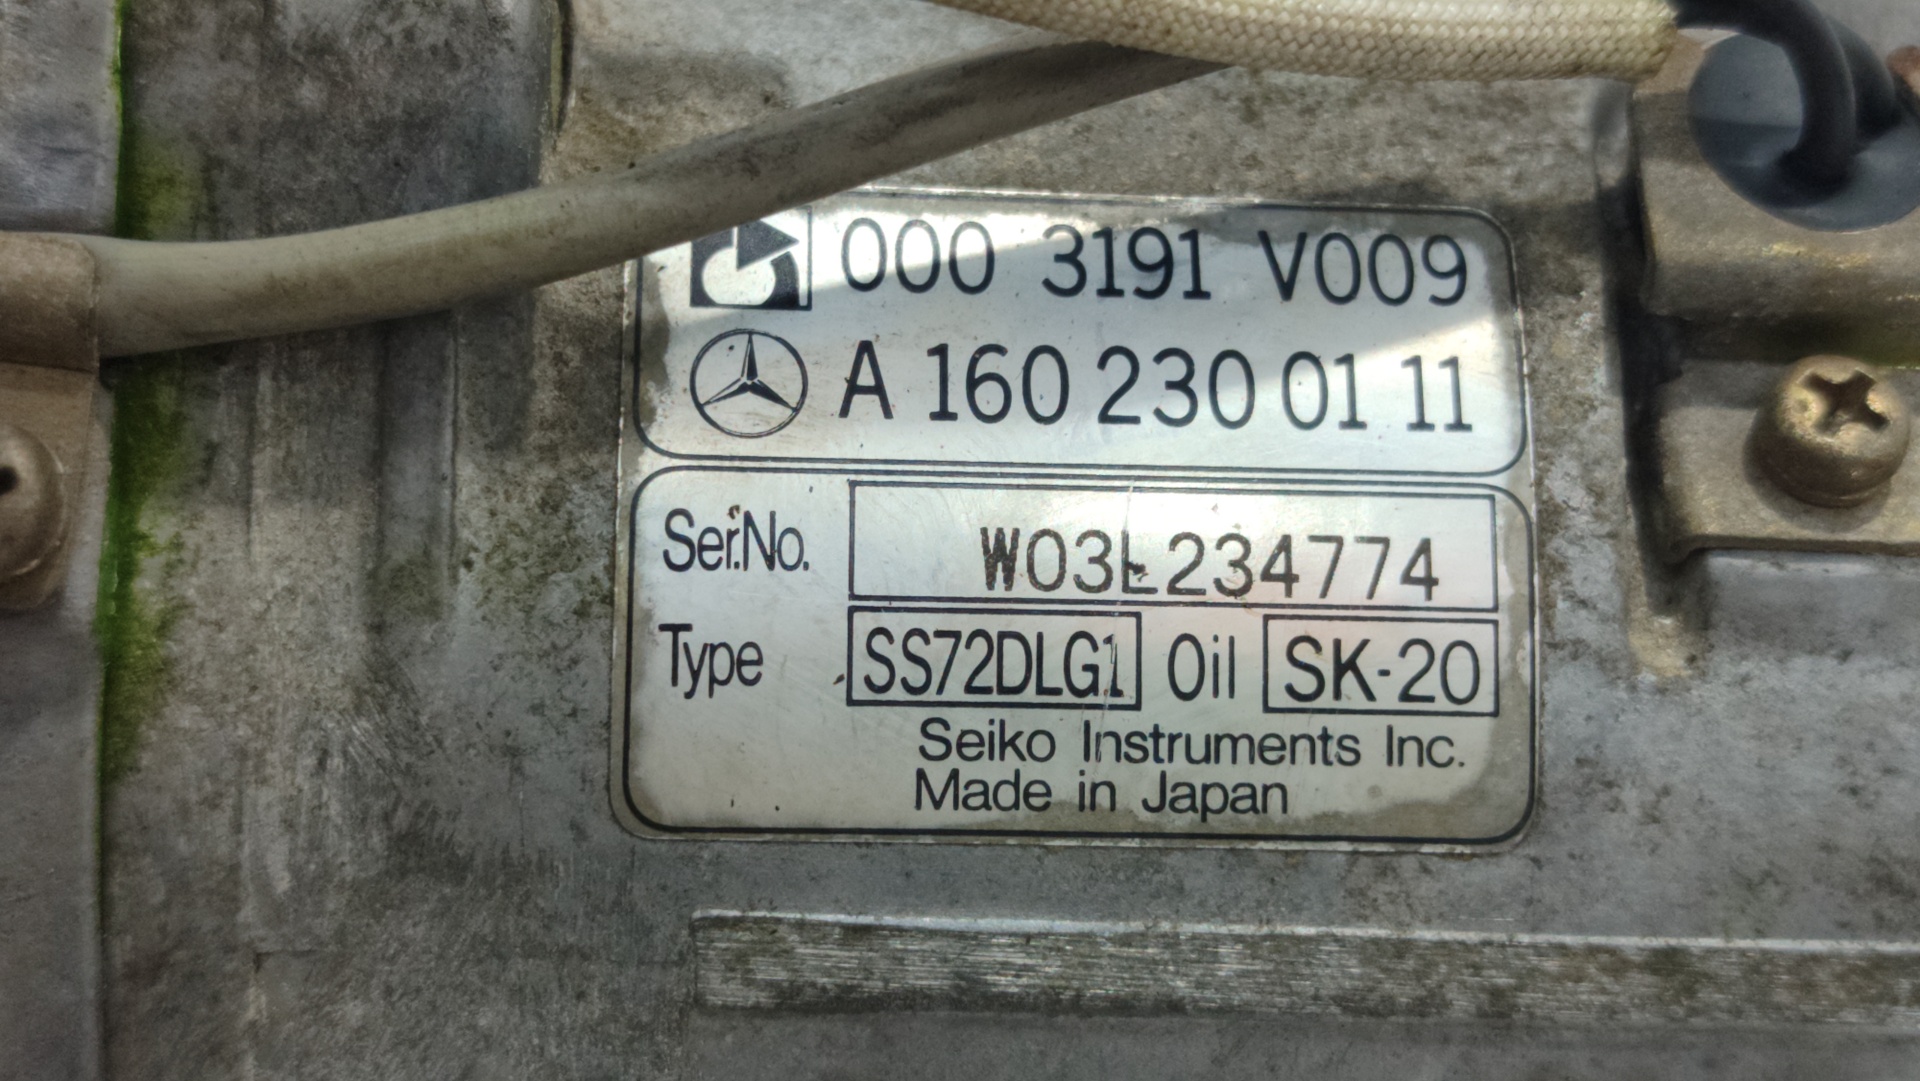 000 3191 V009
A 160 230 01 11
Ser.No. W03L234774
Type SS72DLG1 Oil SK-20
Seiko Instruments Inc.
Made in Japan